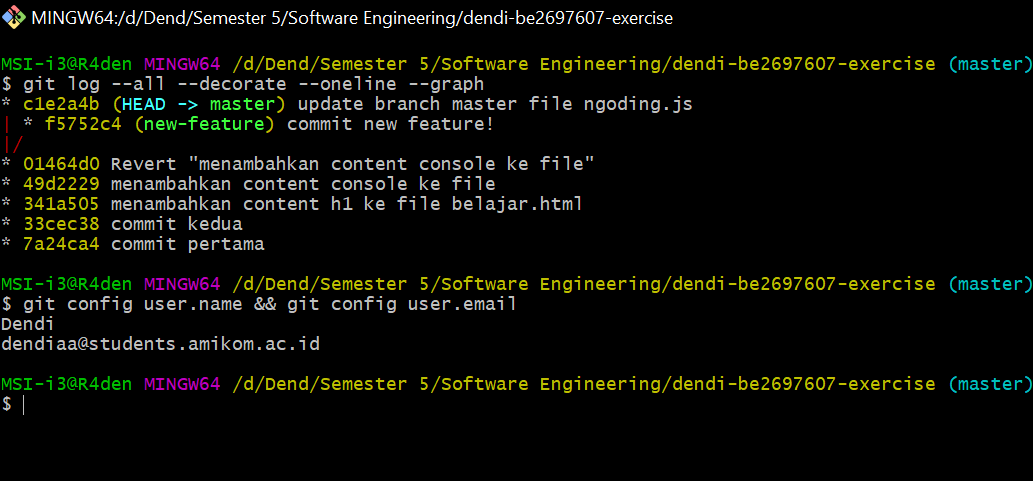 MINGW64:/d/Dend/Semester 5/Software Engineering/dendi-be2697607-exercise
MSI-i3@R4den MINGW64 /d/Dend/Semester 5/Software Engineering/dendi-be2697607-exercise (master)
$ git log --all --decorate --oneline --graph
* c1e2a4b (HEAD -> master) update branch master file ngoding.js
| * f5752c4 (new-feature) commit new feature!
|/
* 01464d0 Revert "menambahkan content console ke file"
* 49d2229 menambahkan content console ke file
* 341a505 menambahkan content h1 ke file belajar.html
* 33cec38 commit kedua
* 7a24ca4 commit pertama
MSI-i3@R4den MINGW64 /d/Dend/Semester 5/Software Engineering/dendi-be2697607-exercise (master)
$ git config user.name && git config user.email
Dendi
dendiaa@students.amikom.ac.id
MSI-i3@R4den MINGW64 /d/Dend/Semester 5/Software Engineering/dendi-be2697607-exercise (master)
$